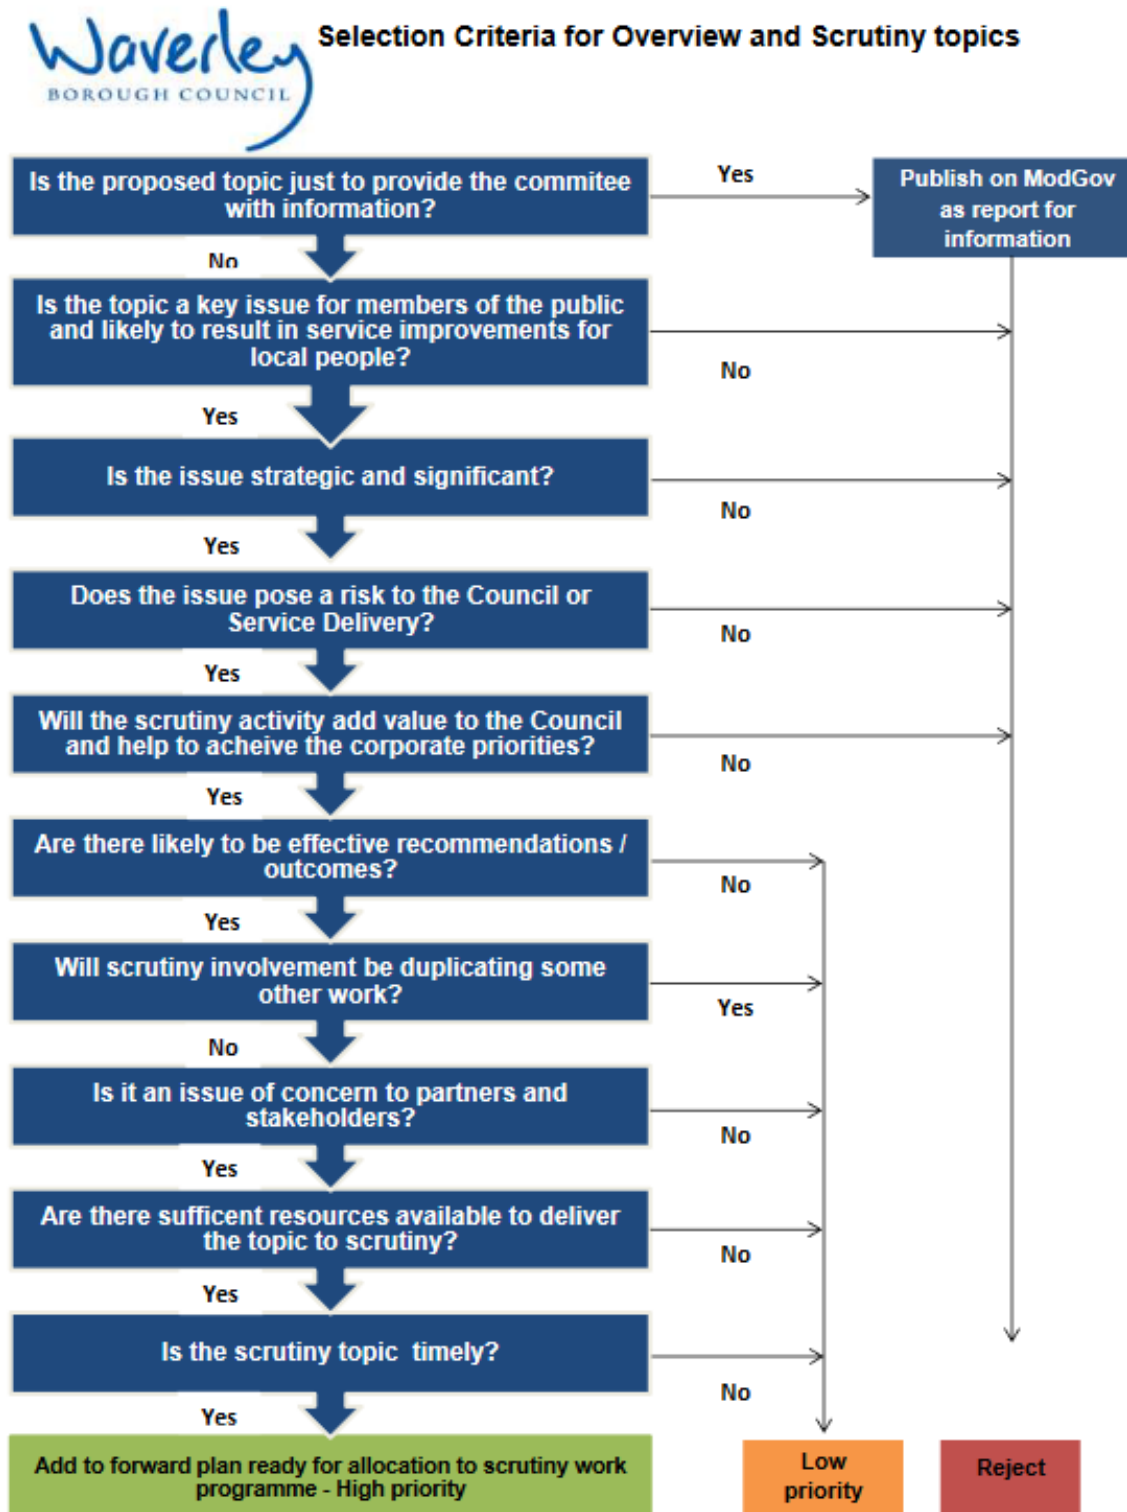 Waverley
BOROUGH COUNCIL
Selection Criteria for Overview and Scrutiny topics
Is the proposed topic just to provide the commitee
with information?
Yes
Publish on ModGov
as report for
information
No
Is the topic a key issue for members of the public
and likely to result in service improvements for
local people?
No
Yes
Is the issue strategic and significant?
No
Yes
Does the issue pose a risk to the Council or
Service Delivery?
No
Yes
Will the scrutiny activity add value to the Council
and help to acheive the corporate priorities?
No
Yes
Are there likely to be effective recommendations /
outcomes?
No
Yes
Will scrutiny involvement be duplicating some
other work?
Yes
No
Is it an issue of concern to partners and
stakeholders?
No
Yes
Are there sufficent resources available to deliver
the topic to scrutiny?
No
Yes
Is the scrutiny topic timely?
No
Yes
Add to forward plan ready for allocation to scrutiny work
programme - High priority
Low
priority
Reject